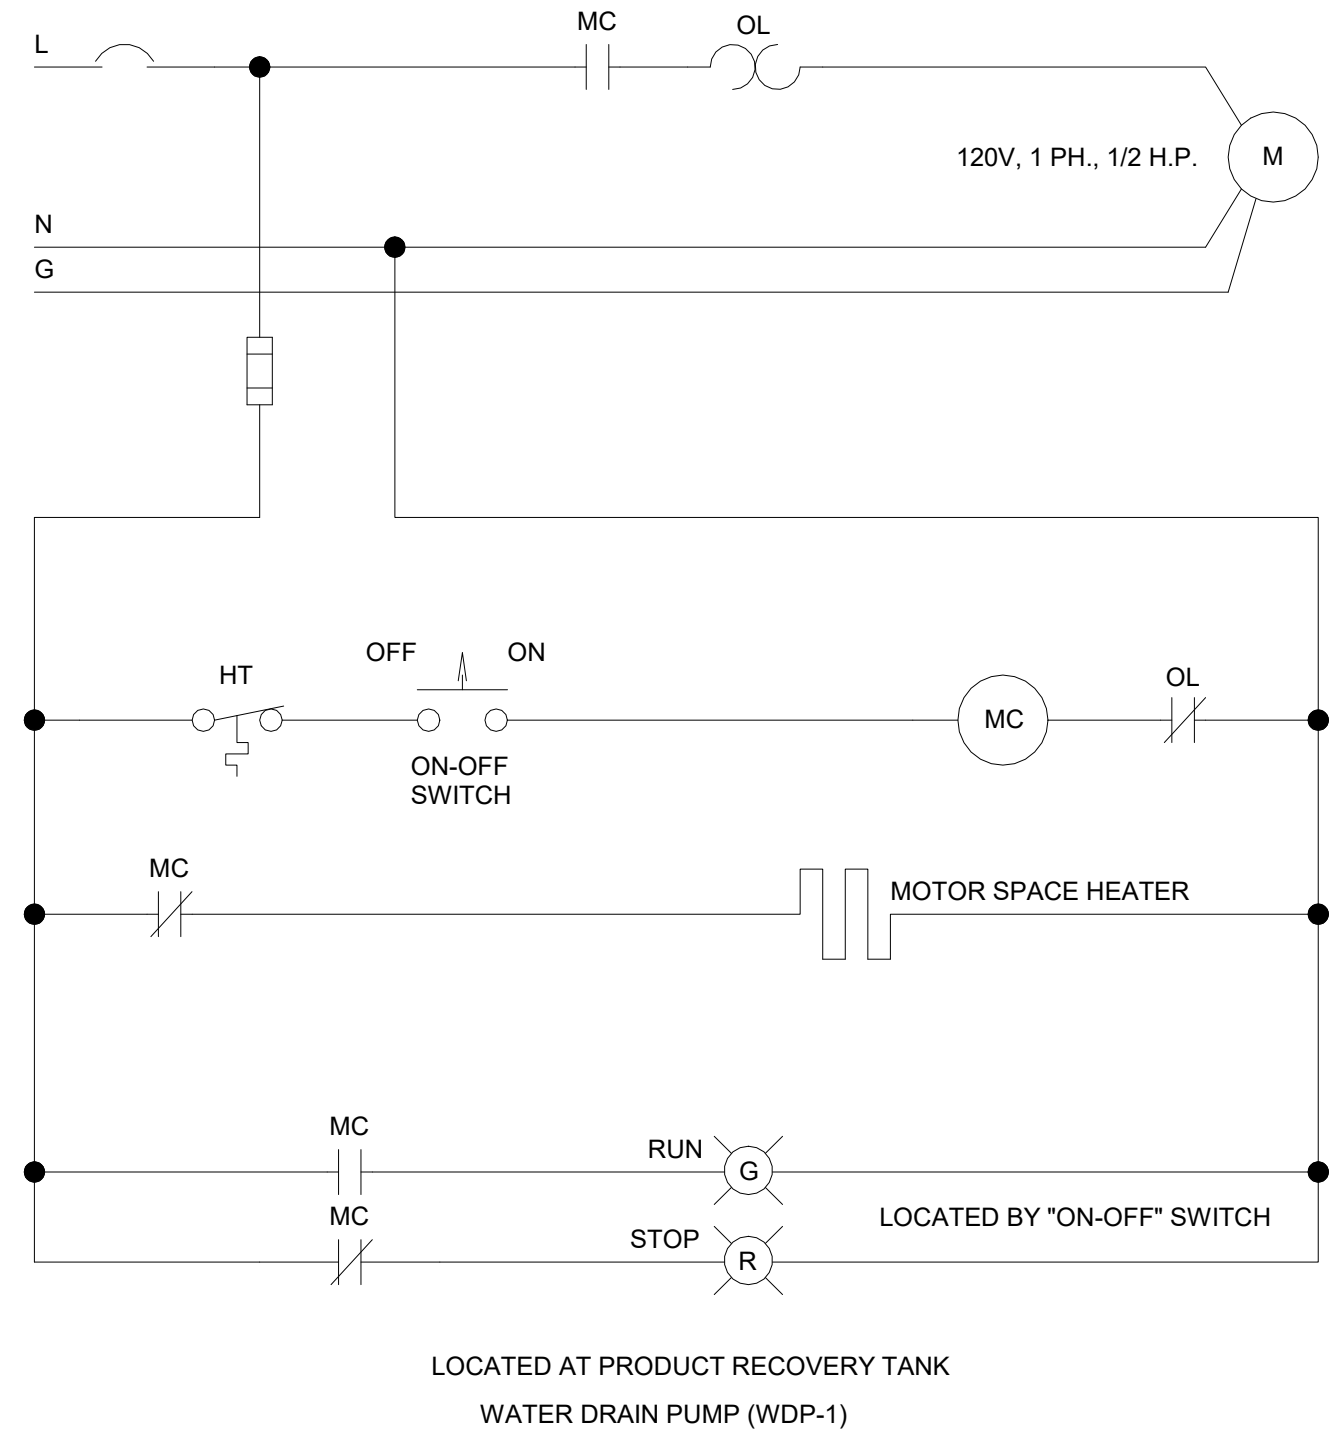 MC
OL
L
120V, 1 PH., 1/2 H.P.
M
N
G
OFF
ON
HT
OL
MC
ON-OFF
SWITCH
MC
MOTOR SPACE HEATER
MC
RUN
G
MC
LOCATED BY "ON-OFF" SWITCH
STOP
R
LOCATED AT PRODUCT RECOVERY TANK
WATER DRAIN PUMP (WDP-1)